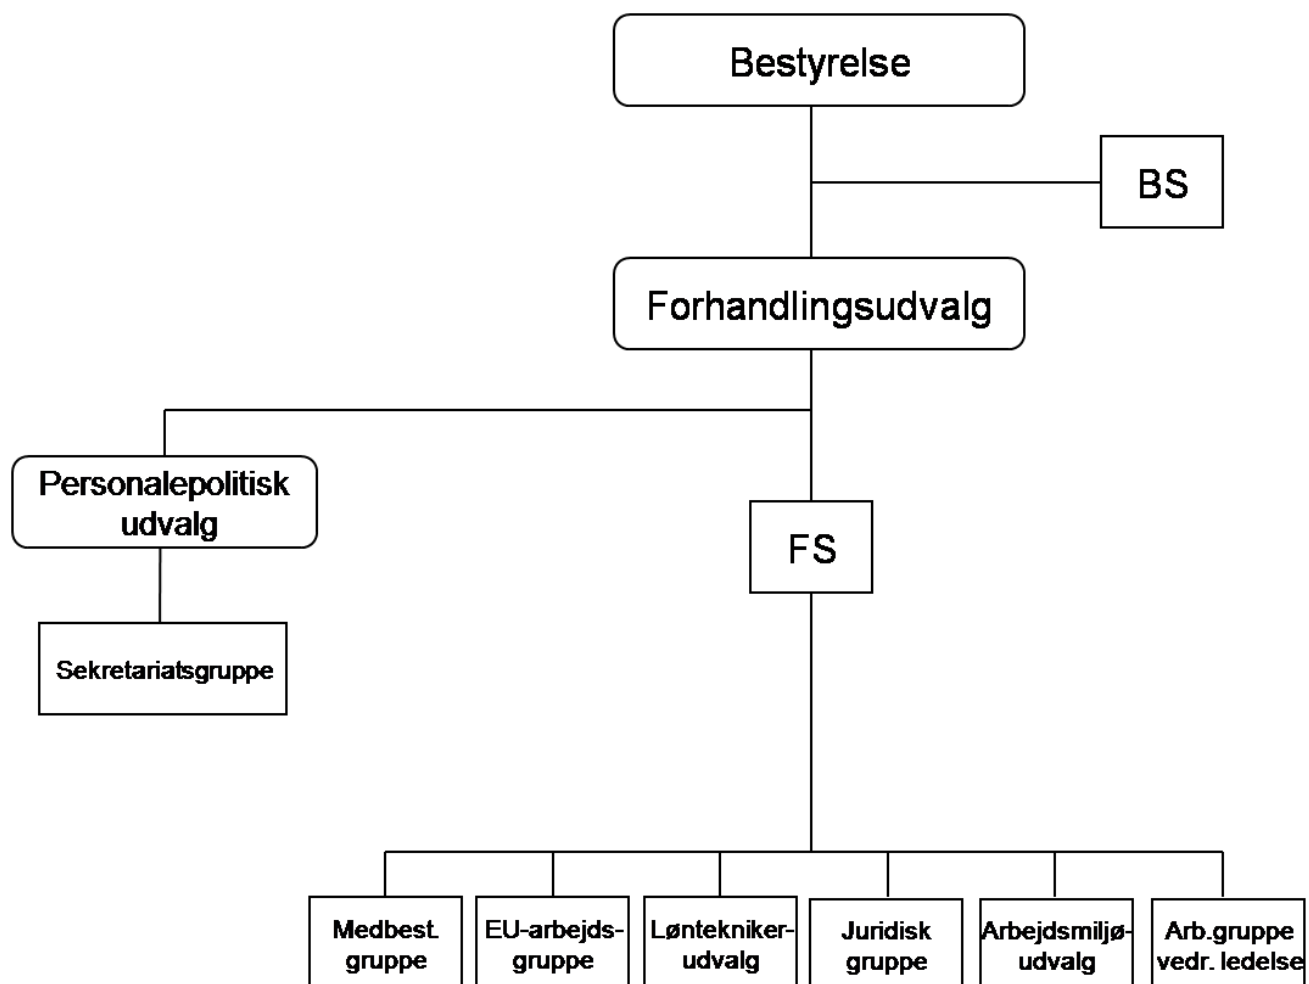 Bestyrelse
BS
Forhandlingsudvalg
Personalepolitisk
udvalg
FS
Sekretariatsgruppe
Medbest.
gruppe
EU-arbejds-
gruppe
Løntekniker-
udvalg
Juridisk
gruppe
Arbejdsmiljø-
udvalg
Arb.gruppe
vedr. ledelse